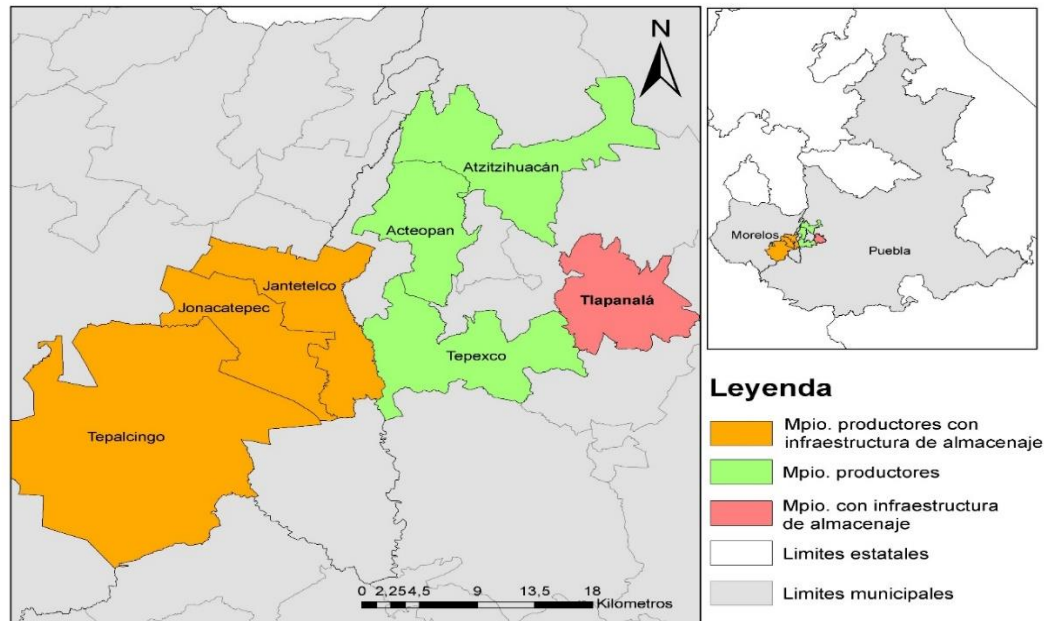 N
Atzitzihuacán
Acteopan
Jantetelco
Jonacatepec
Tlapanalá
Tepexco
Tepalcingo
0 2,25 4,5 9 13,5 18
Kilometros
Morelos
Puebla
Leyenda
Mpio. productores con
infraestructura de almacenaje
Mpio. productores
Mpio. con infraestructura
de almacenaje
Limites estatales
Limites municipales